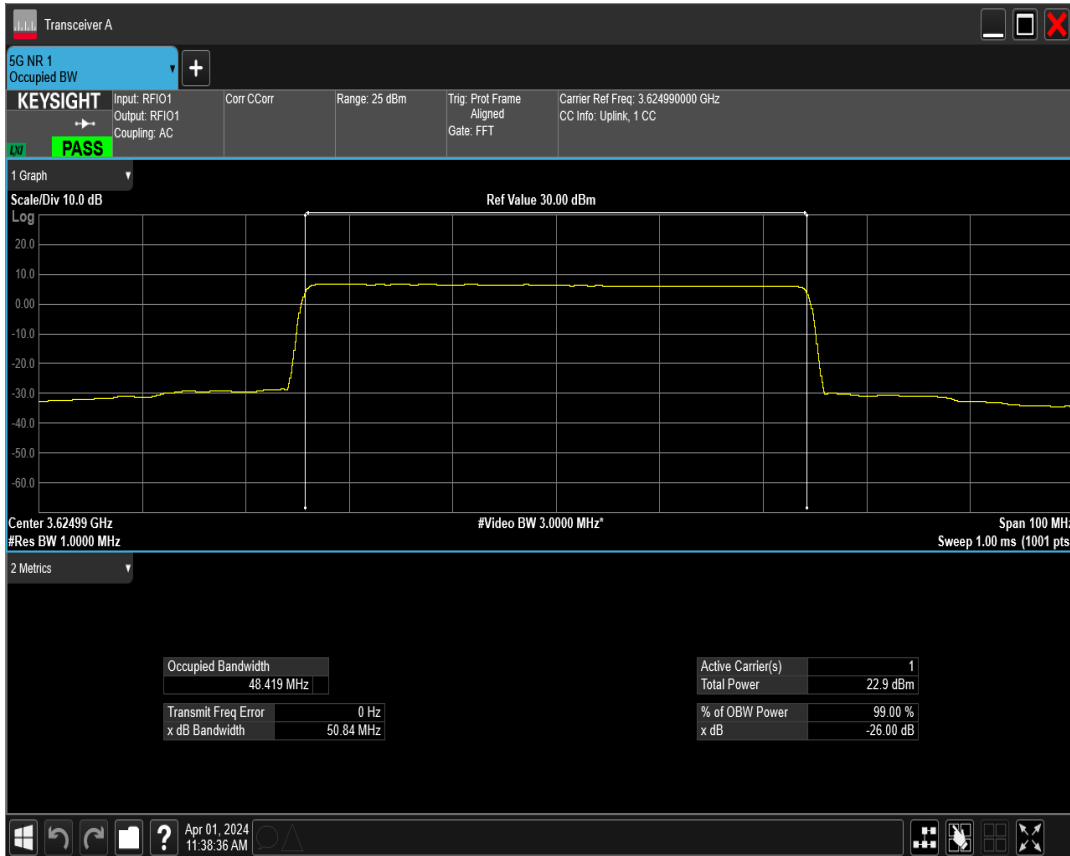 Transceiver A
5G NR 1
Occupied BW
+
KEYSIGHT
LXI
PASS
Input: RFIO1
Output: RFIO1
Coupling: AC
Corr CCorr
Range: 25 dBm
Trig: Prot Frame
Aligned
Gate: FFT
Carrier Ref Freq: 3.624990000 GHz
CC Info: Uplink, 1 CC
1 Graph
Scale/Div 10.0 dB
Ref Value 30.00 dBm
Log
20.0
10.0
0.00
-10.0
-20.0
-30.0
-40.0
-50.0
-60.0
Center 3.62499 GHz
#Video BW 3.0000 MHz*
Span 100 MHz
#Res BW 1.0000 MHz
Sweep 1.00 ms (1001 pts
2 Metrics
Occupied Bandwidth
48.419 MHz
Transmit Freq Error 0 Hz
x dB Bandwidth 50.84 MHz
Active Carrier(s) 1
Total Power 22.9 dBm
% of OBW Power 99.00 %
x dB -26.00 dB
?
Apr 01, 2024
11:38:36 AM